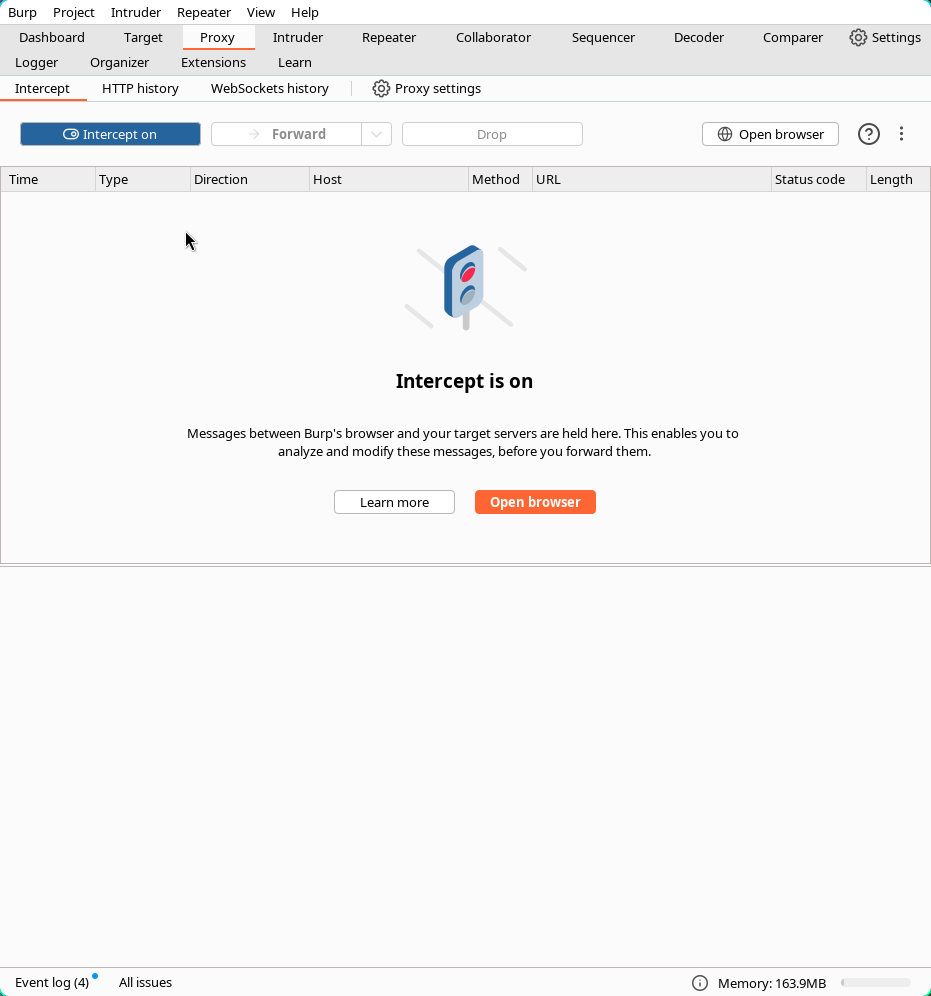 Burp Project Intruder Repeater View Help
Dashboard Target Proxy Intruder Repeater Collaborator Sequencer Decoder Comparer Settings
Logger Organizer Extensions Learn
Intercept HTTP history WebSockets history Proxy settings
Intercept on Forward Drop Open browser
Time Type Direction Host Method URL Status code Length
Intercept is on
Messages between Burp's browser and your target servers are held here. This enables you to
analyze and modify these messages, before you forward them.
Learn more Open browser
Event log (4) All issues Memory: 163.9MB